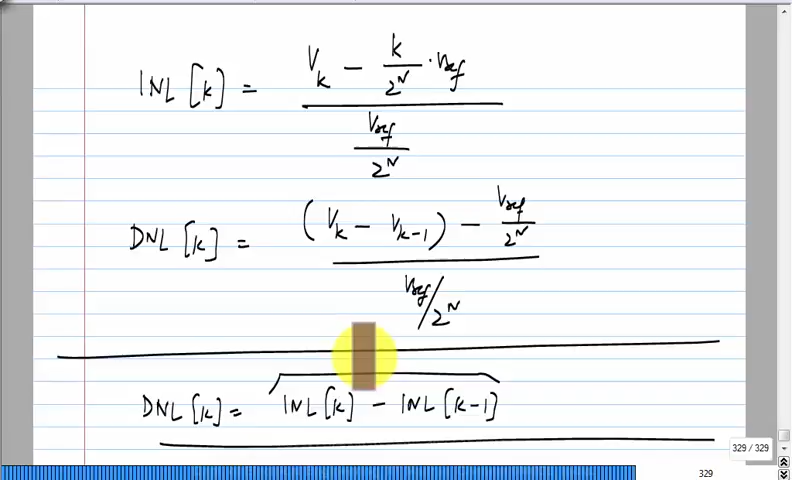 INL[k] = (V_k - k/2^N · V_ref) / (V_ref/2^N)
DNL[k] = ((V_k - V_{k-1}) - V_ref/2^N) / (V_ref/2^N)
DNL[k] = INL[k] - INL[k-1]
329 / 329
329